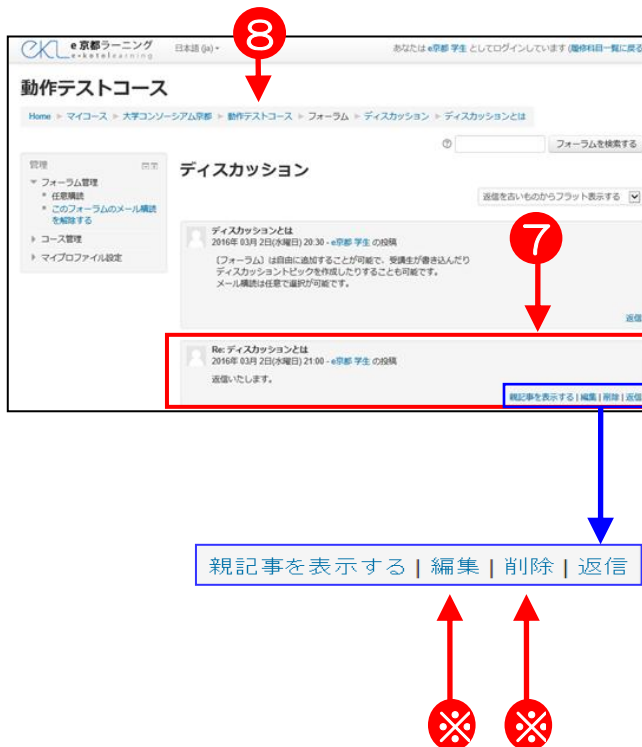 e京都ラーニング
e-kotolearning
日本語 (ja)
あなたは e京都 学生 としてログインしています (履修科目一覧に戻る
8
動作テストコース
Home ▶ マイコース ▶ 大学コンソーシアム京都 ▶ 動作テストコース ▶ フォーラム ▶ ディスカッション ▶ ディスカッションとは
フォーラムを検索する
管理
フォーラム管理
任意購読
このフォーラムのメール購読
を解除する
コース管理
マイプロファイル設定
ディスカッション
返信を古いものからフラット表示する
7
ディスカッションとは
2016年 03月 2日(水曜日) 20:30 - e京都 学生 の投稿
(フォーラム) は自由に追加することが可能で、受講生が書き込んだり
ディスカッショントピックを作成したりすることも可能です。
メール購読は任意で選択が可能です。
返信
Re: ディスカッションとは
2016年 03月 2日(水曜日) 21:00 - e京都 学生 の投稿
返信いたします。
親記事を表示する | 編集 | 削除 | 返信
親記事を表示する | 編集 | 削除 | 返信
※ ※